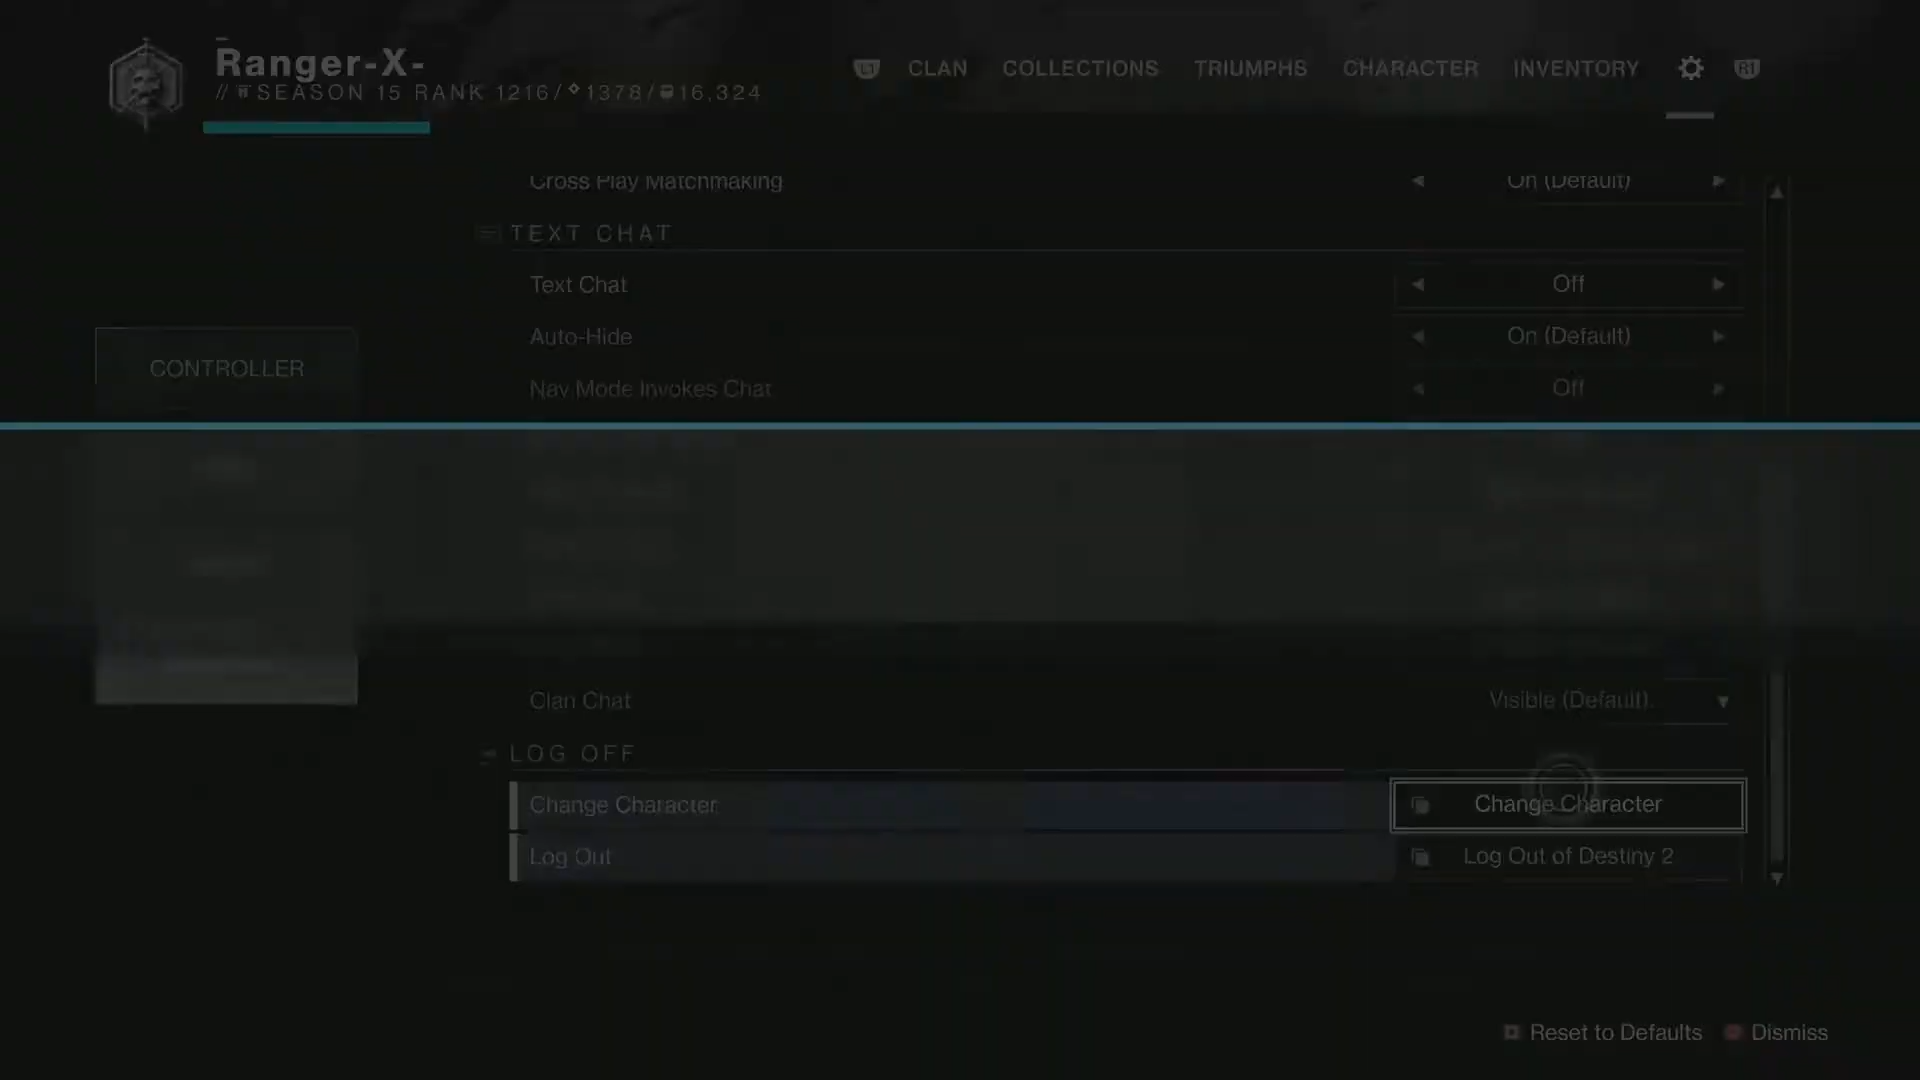 Ranger-X-
// SEASON 15 RANK 1216/1378/16,324
L1 CLAN COLLECTIONS TRIUMPHS CHARACTER INVENTORY R1
Cross Play Matchmaking On (Default)
TEXT CHAT
Text Chat Off
Auto-Hide On (Default)
CONTROLLER
Nav Mode Invokes Chat Off
Clan Chat Visible (Default)
LOG OFF
Change Character Change Character
Log Out Log Out of Destiny 2
Reset to Defaults Dismiss